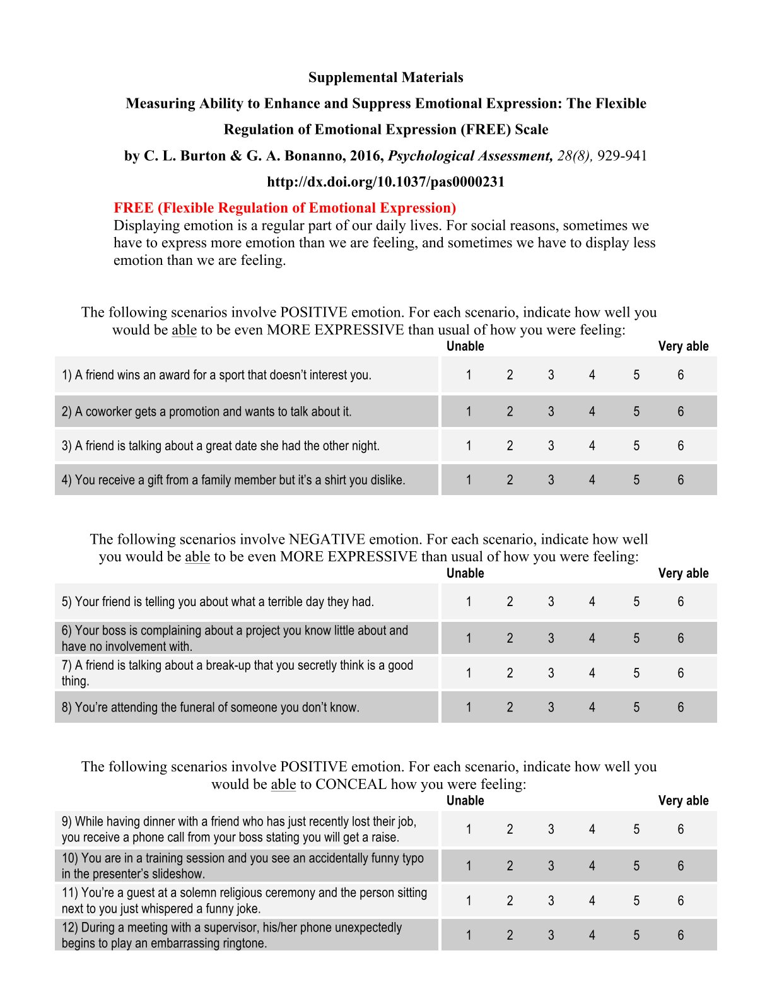 Supplemental Materials
Measuring Ability to Enhance and Suppress Emotional Expression: The Flexible
Regulation of Emotional Expression (FREE) Scale
by C. L. Burton & G. A. Bonanno, 2016, Psychological Assessment, 28(8), 929-941
http://dx.doi.org/10.1037/pas0000231
FREE (Flexible Regulation of Emotional Expression)
Displaying emotion is a regular part of our daily lives. For social reasons, sometimes we
have to express more emotion than we are feeling, and sometimes we have to display less
emotion than we are feeling.
The following scenarios involve POSITIVE emotion. For each scenario, indicate how well you
would be able to be even MORE EXPRESSIVE than usual of how you were feeling:
Unable Very able
1) A friend wins an award for a sport that doesn’t interest you. 1 2 3 4 5 6
2) A coworker gets a promotion and wants to talk about it. 1 2 3 4 5 6
3) A friend is talking about a great date she had the other night. 1 2 3 4 5 6
4) You receive a gift from a family member but it’s a shirt you dislike. 1 2 3 4 5 6
The following scenarios involve NEGATIVE emotion. For each scenario, indicate how well
you would be able to be even MORE EXPRESSIVE than usual of how you were feeling:
Unable Very able
5) Your friend is telling you about what a terrible day they had. 1 2 3 4 5 6
6) Your boss is complaining about a project you know little about and
have no involvement with. 1 2 3 4 5 6
7) A friend is talking about a break-up that you secretly think is a good
thing. 1 2 3 4 5 6
8) You’re attending the funeral of someone you don’t know. 1 2 3 4 5 6
The following scenarios involve POSITIVE emotion. For each scenario, indicate how well you
would be able to CONCEAL how you were feeling:
Unable Very able
9) While having dinner with a friend who has just recently lost their job,
you receive a phone call from your boss stating you will get a raise. 1 2 3 4 5 6
10) You are in a training session and you see an accidentally funny typo
in the presenter’s slideshow. 1 2 3 4 5 6
11) You’re a guest at a solemn religious ceremony and the person sitting
next to you just whispered a funny joke. 1 2 3 4 5 6
12) During a meeting with a supervisor, his/her phone unexpectedly
begins to play an embarrassing ringtone. 1 2 3 4 5 6